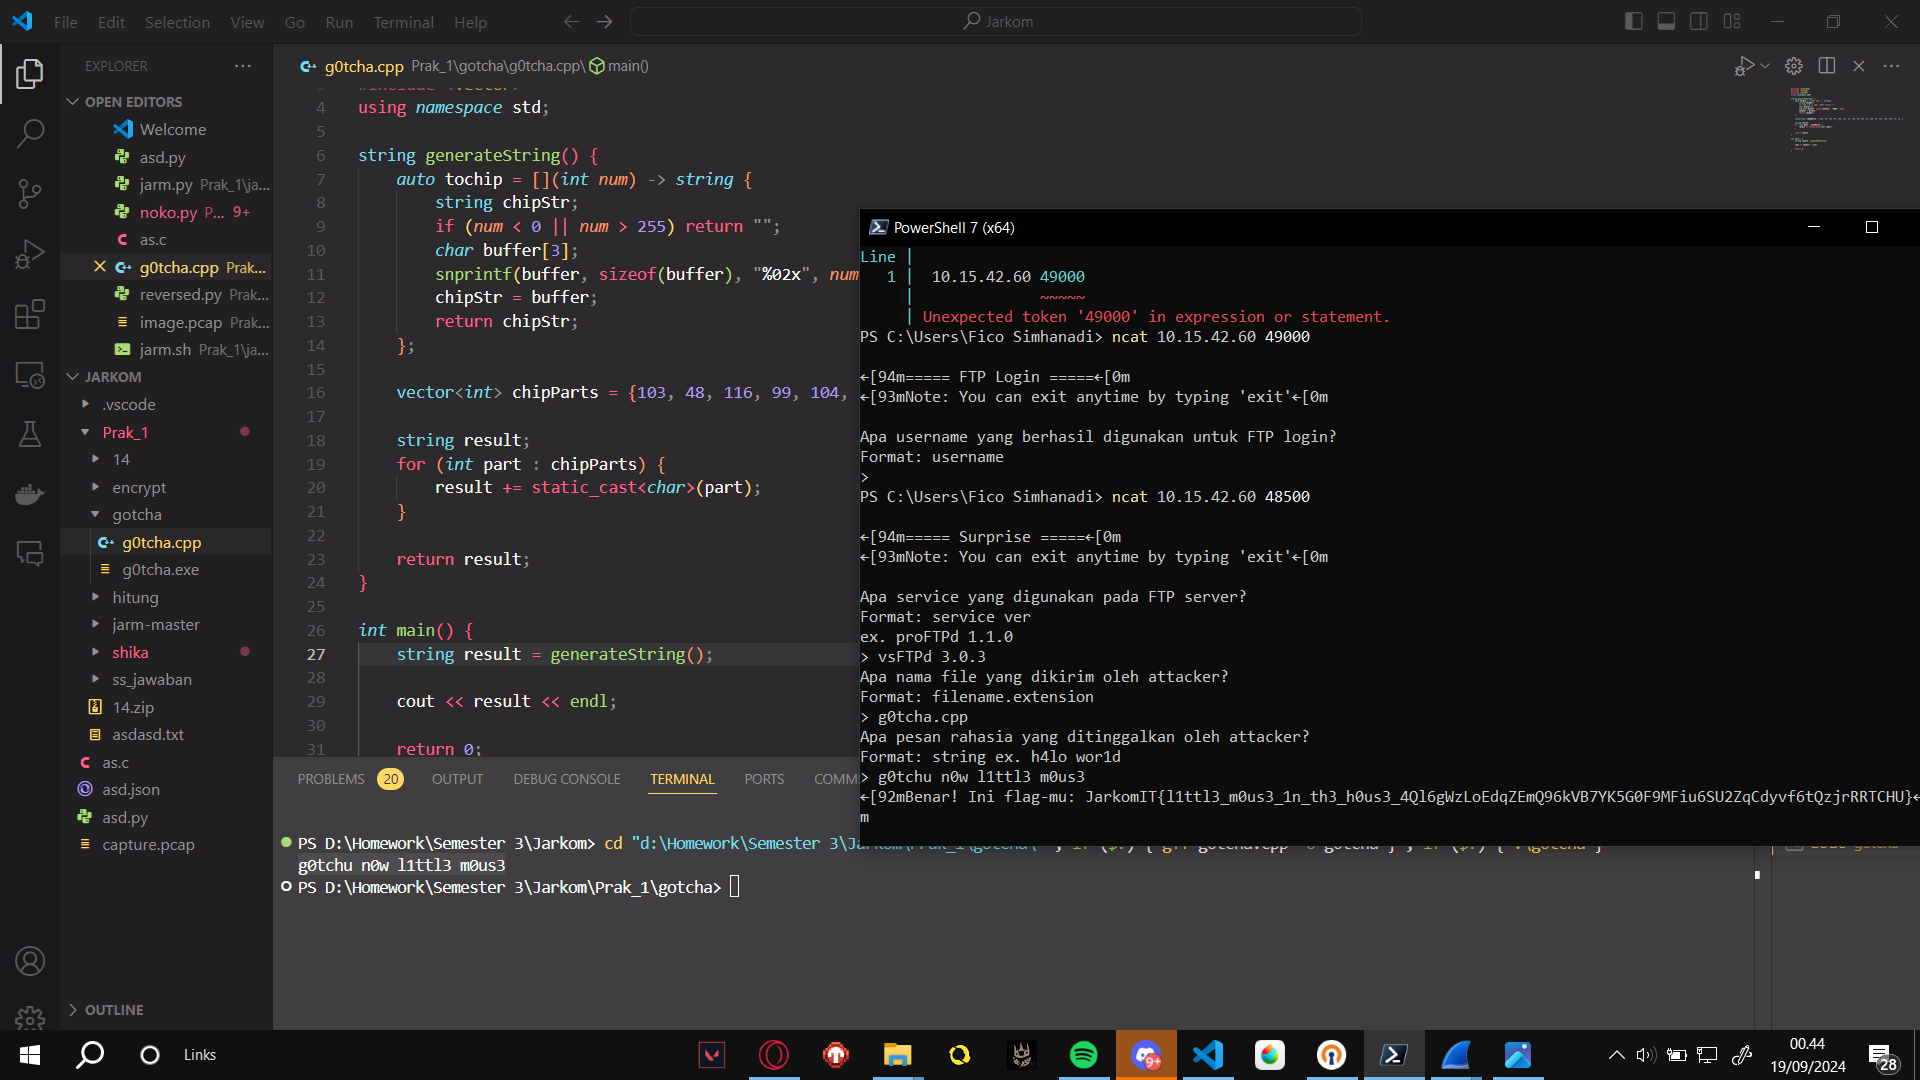 File Edit Selection View Go Run Terminal Help
Jarkom
EXPLORER
OPEN EDITORS
Welcome
asd.py
jarm.py Prak_1\ja...
noko.py P... 9+
as.c
g0tcha.cpp Prak...
reversed.py Prak...
image.pcap Prak...
jarm.sh Prak_1\ja...
JARKOM
.vscode
Prak_1
14
encrypt
gotcha
g0tcha.cpp
g0tcha.exe
hitung
jarm-master
shika
ss_jawaban
14.zip
asdasd.txt
as.c
asd.json
asd.py
capture.pcap
OUTLINE
g0tcha.cpp Prak_1\gotcha\g0tcha.cpp\ main()
4 using namespace std;
5
6 string generateString() {
7 auto tochip = [](int num) -> string {
8 string chipStr;
9 if (num < 0 || num > 255) return "";
10 char buffer[3];
11 snprintf(buffer, sizeof(buffer), "%02x", num
12 chipStr = buffer;
13 return chipStr;
14 };
15
16 vector<int> chipParts = {103, 48, 116, 99, 104,
17
18 string result;
19 for (int part : chipParts) {
20 result += static_cast<char>(part);
21 }
22
23 return result;
24 }
25
26 int main() {
27 string result = generateString();
28
29 cout << result << endl;
30
31 return 0;
PROBLEMS 20 OUTPUT DEBUG CONSOLE TERMINAL PORTS COMM
PS D:\Homework\Semester 3\Jarkom> cd "d:\Homework\Semester 3\
g0tchu n0w l1ttl3 m0us3
PS D:\Homework\Semester 3\Jarkom\Prak_1\gotcha>
PowerShell 7 (x64)
Line |
1 | 10.15.42.60 49000
| ~~~~~
| Unexpected token '49000' in expression or statement.
PS C:\Users\Fico Simhanadi> ncat 10.15.42.60 49000
←[94m===== FTP Login =====←[0m
←[93mNote: You can exit anytime by typing 'exit'←[0m
Apa username yang berhasil digunakan untuk FTP login?
Format: username
>
PS C:\Users\Fico Simhanadi> ncat 10.15.42.60 48500
←[94m===== Surprise =====←[0m
←[93mNote: You can exit anytime by typing 'exit'←[0m
Apa service yang digunakan pada FTP server?
Format: service ver
ex. proFTPd 1.1.0
> vsFTPd 3.0.3
Apa nama file yang dikirim oleh attacker?
Format: filename.extension
> g0tcha.cpp
Apa pesan rahasia yang ditinggalkan oleh attacker?
Format: string ex. h4lo wor1d
> g0tchu n0w l1ttl3 m0us3
←[92mBenar! Ini flag-mu: JarkomIT{l1ttl3_m0us3_1n_th3_h0us3_4Ql6gWzLoEdqZEmQ96kVB7YK5G0F9MFiu6SU2ZqCdyvf6tQzjrRRTCHU}←
m
Links
9+
00.44
19/09/2024
28